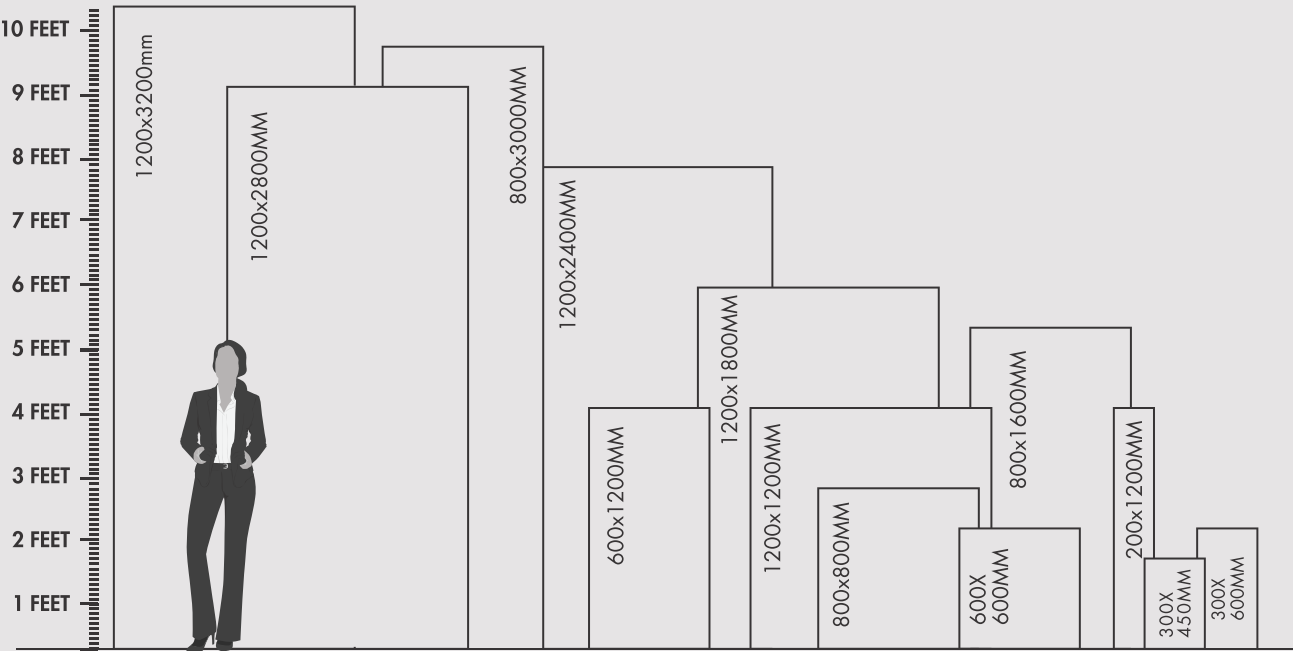 10 FEET
9 FEET
8 FEET
7 FEET
6 FEET
5 FEET
4 FEET
3 FEET
2 FEET
1 FEET
1200x3200mm
1200x2800MM
800x3000MM
1200x2400MM
600x1200MM
1200x1800MM
1200x1200MM
800x800MM
600X
600MM
800x1600MM
200x1200MM
300X
450MM
300X
600MM